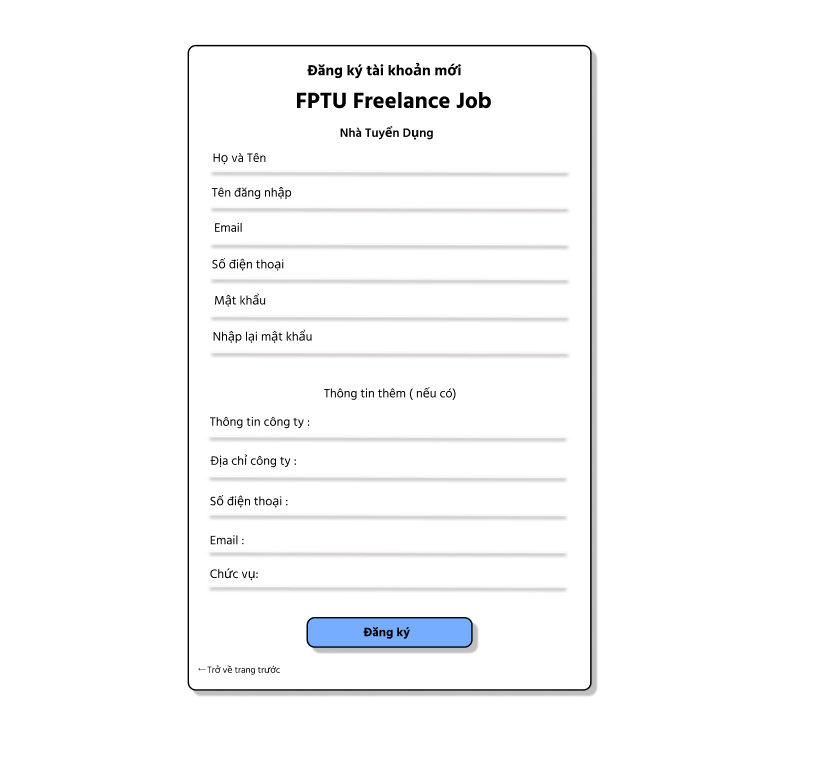 Đăng ký tài khoản mới
FPTU Freelance Job
Nhà Tuyển Dụng
Họ và Tên
Tên đăng nhập
Email
Số điện thoại
Mật khẩu
Nhập lại mật khẩu
Thông tin thêm ( nếu có)
Thông tin công ty :
Địa chỉ công ty :
Số điện thoại :
Email :
Chức vụ:
Đăng ký
←Trở về trang trước